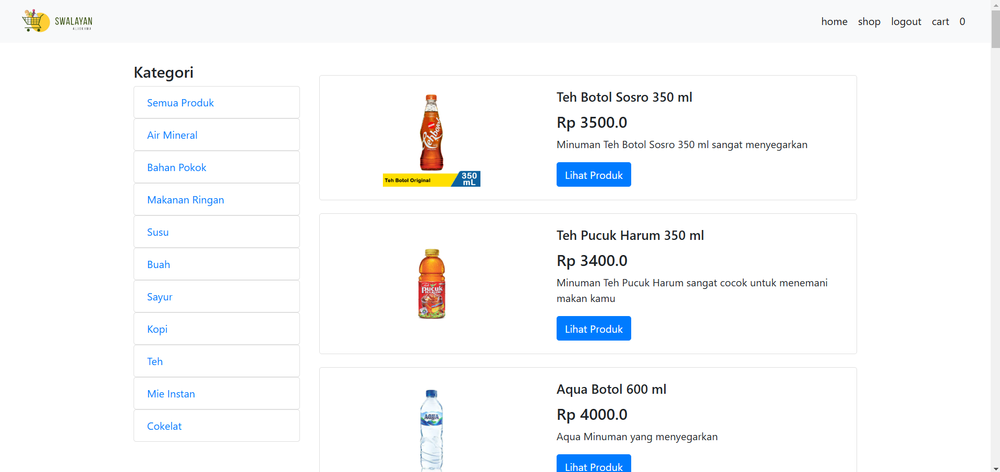 SWALAYAN
home
shop
logout
cart
0
Kategori
Semua Produk
Air Mineral
Bahan Pokok
Makanan Ringan
Susu
Buah
Sayur
Kopi
Teh
Mie Instan
Cokelat
Tehbotol
Teh Botol Original
350
mL
Teh Botol Sosro 350 ml
Rp 3500.0
Minuman Teh Botol Sosro 350 ml sangat menyegarkan
Lihat Produk
Teh
pucuk
HARUM
Teh Pucuk Harum 350 ml
Rp 3400.0
Minuman Teh Pucuk Harum sangat cocok untuk menemani
makan kamu
Lihat Produk
AQUA
Aqua Botol 600 ml
Rp 4000.0
Aqua Minuman yang menyegarkan
Lihat Produk